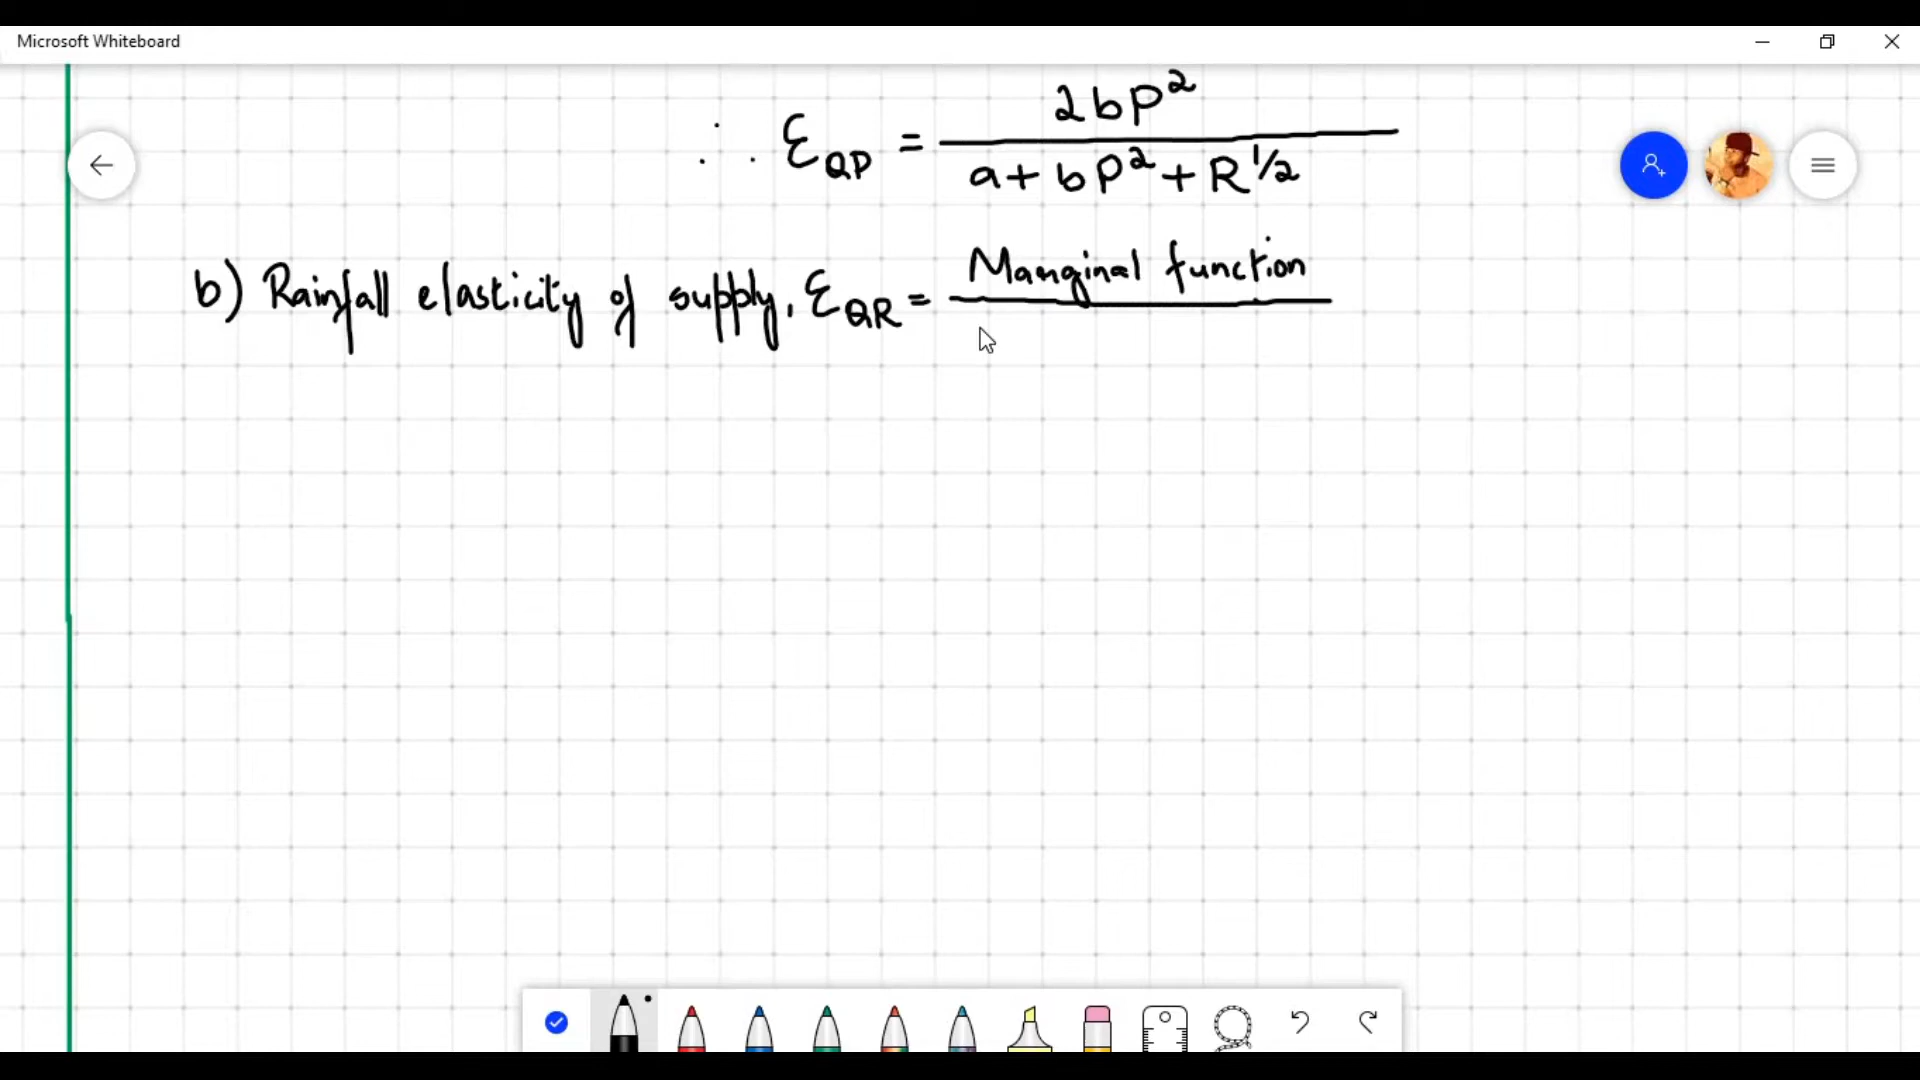 Microsoft Whiteboard
∴ ε_QP = 2bP² / (a + bP² + R^1/2)
b) Rainfall elasticity of supply, ε_QR = Marginal function